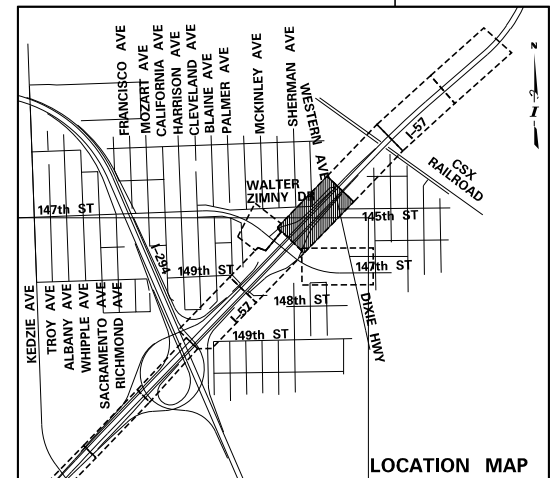 FRANCISCO AVE
MOZART AVE
CALIFORNIA AVE
HARRISON AVE
CLEVELAND AVE
BLAINE AVE
PALMER AVE
MCKINLEY AVE
SHERMAN AVE
WESTERN AVE
N
I-57
CSX
RAILROAD
WALTER
ZIMNY DR
147th ST
145th ST
I-294
149th ST
147th ST
148th ST
I-57
149th ST
DIXIE HWY
KEDZIE AVE
TROY AVE
ALBANY AVE
WHIPPLE AVE
SACRAMENTO AVE
RICHMOND AVE
LOCATION MAP